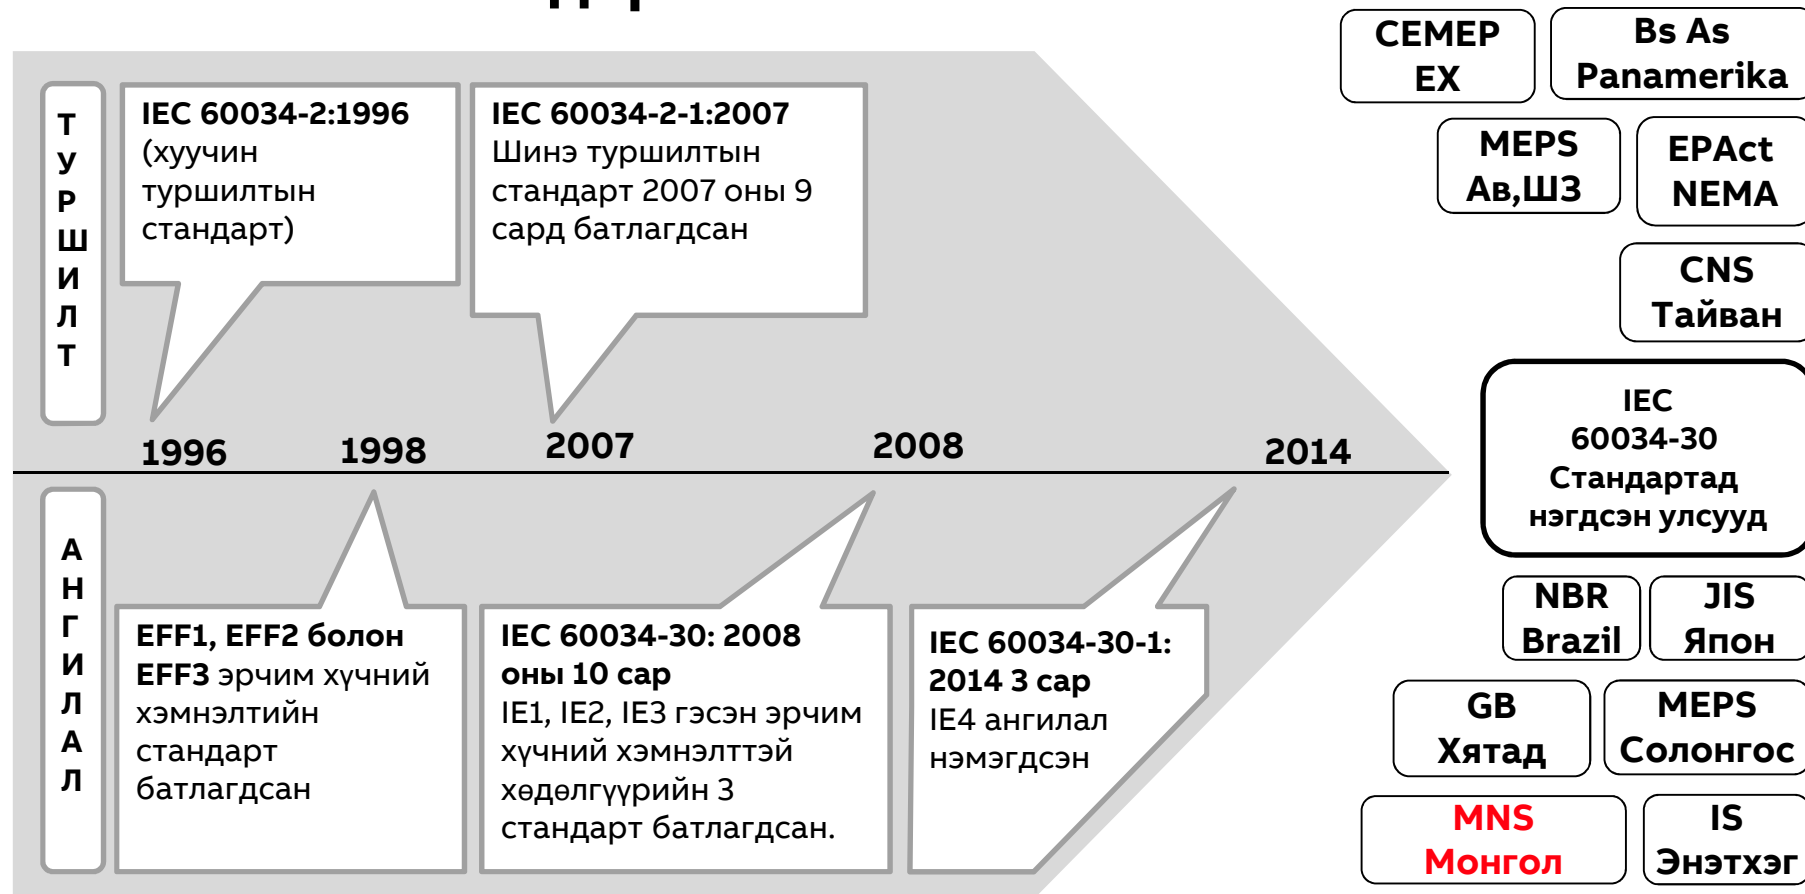 ТУРШИЛТ
IEC 60034-2:1996
(хуучин
туршилтын
стандарт)
IEC 60034-2-1:2007
Шинэ туршилтын
стандарт 2007 оны 9
сард батлагдсан
1996
1998
2007
2008
2014
АНГИЛАЛ
EFF1, EFF2 болон
EFF3 эрчим хүчний
хэмнэлтийн
стандарт
батлагдсан
IEC 60034-30: 2008
оны 10 сар
IE1, IE2, IE3 гэсэн эрчим
хүчний хэмнэлттэй
хөдөлгүүрийн 3
стандарт батлагдсан.
IEC 60034-30-1:
2014 3 сар
IE4 ангилал
нэмэгдсэн
CEMEP
ЕХ
Bs As
Panamerika
MEPS
Ав,ШЗ
EPAct
NEMA
CNS
Тайван
IEC
60034-30
Стандартад
нэгдсэн улсууд
NBR
Brazil
JIS
Япон
GB
Хятад
MEPS
Солонгос
MNS
Монгол
IS
Энэтхэг